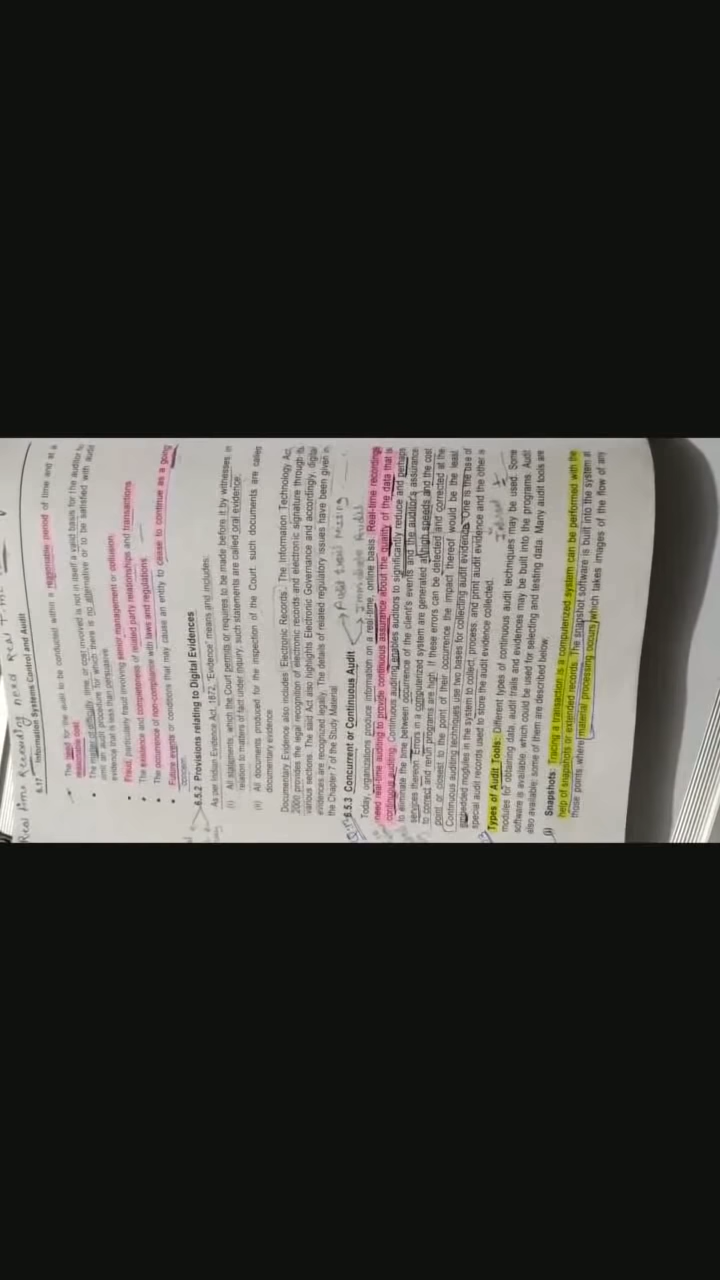 Real time Recording need Real Time
6.17 Information Systems Control and Audit
• The need for the audit to be conducted within a reasonable period of time and at a
reasonable cost.
• The matter of difficulty, time, or cost involved is not in itself a valid basis for the auditor to
omit an audit procedure for which there is no alternative or to be satisfied with audit
evidence that is less than persuasive.
• Fraud, particularly fraud involving senior management or collusion.
• The existence and completeness of related party relationships and transactions.
• The occurrence of non-compliance with laws and regulations.
• Future events or conditions that may cause an entity to cease to continue as a going
concern.
6.5.2 Provisions relating to Digital Evidences
As per Indian Evidence Act, 1872, "Evidence" means and includes:
(i) All statements, which the Court permits or requires to be made before it by witnesses, in
relation to matters of fact under inquiry; such statements are called oral evidence;
(ii) All documents produced for the inspection of the Court, such documents are called
documentary evidence
Documentary Evidence also includes 'Electronic Records'. The Information Technology Act,
2000 provides the legal recognition of electronic records and electronic signature through its
various sections. The said Act also highlights Electronic Governance and accordingly, digital
evidences are recognized legally. The details of related regulatory issues have been given in
the Chapter 7 of the Study Material.
6.5.3 Concurrent or Continuous Audit
Today, organizations produce information on a real-time, online basis. Real-time recordings
need real-time auditing to provide continuous assurance about the quality of the data that is
continuous auditing. Continuous auditing enables auditors to significantly reduce and perhaps
to eliminate the time between occurrence of the client's events and the auditor's assurance
services thereon. Errors in a computerized system are generated at high speeds and the cost
to correct and rerun programs are high. If these errors can be detected and corrected at the
point or closest to the point of their occurrence the impact thereof would be the least.
Continuous auditing techniques use two bases for collecting audit evidence. One is the use of
embedded modules in the system to collect, process, and print audit evidence and the other is
special audit records used to store the audit evidence collected.
Types of Audit Tools: Different types of continuous audit techniques may be used. Some
modules for obtaining data, audit trails and evidences may be built into the programs. Audit
software is available, which could be used for selecting and testing data. Many audit tools are
also available; some of them are described below:
(i) Snapshots: Tracing a transaction is a computerized system can be performed with the
help of snapshots or extended records. The snapshot software is built into the system at
those points where material processing occurs which takes images of the flow of any